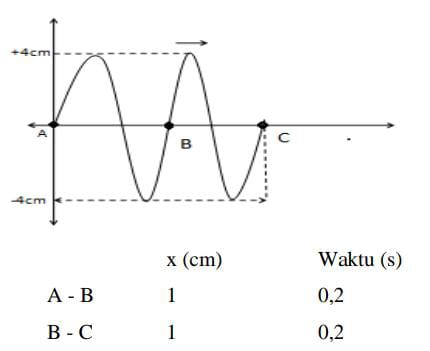 +4cm
A
B
C
-4cm
x (cm) Waktu (s)
A - B 1 0,2
B - C 1 0,2